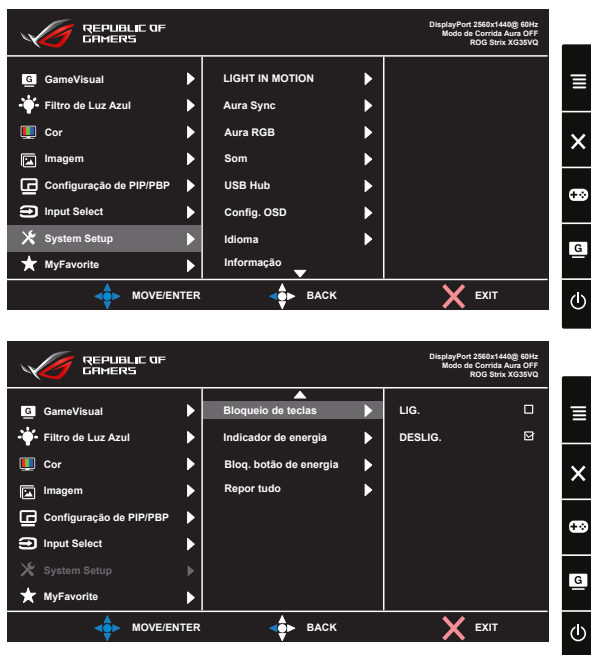 REPUBLIC OF
GAMERS
DisplayPort 2560x1440@ 60Hz
Modo de Corrida Aura OFF
ROG Strix XG35VQ
G GameVisual
Filtro de Luz Azul
Cor
Imagem
Configuração de PIP/PBP
Input Select
System Setup
MyFavorite
LIGHT IN MOTION
Aura Sync
Aura RGB
Som
USB Hub
Config. OSD
Idioma
Informação
MOVE/ENTER
BACK
EXIT
G
REPUBLIC OF
GAMERS
DisplayPort 2560x1440@ 60Hz
Modo de Corrida Aura OFF
ROG Strix XG35VQ
G GameVisual
Filtro de Luz Azul
Cor
Imagem
Configuração de PIP/PBP
Input Select
System Setup
MyFavorite
Bloqueio de teclas
Indicador de energia
Bloq. botão de energia
Repor tudo
LIG.
DESLIG.
MOVE/ENTER
BACK
EXIT
G